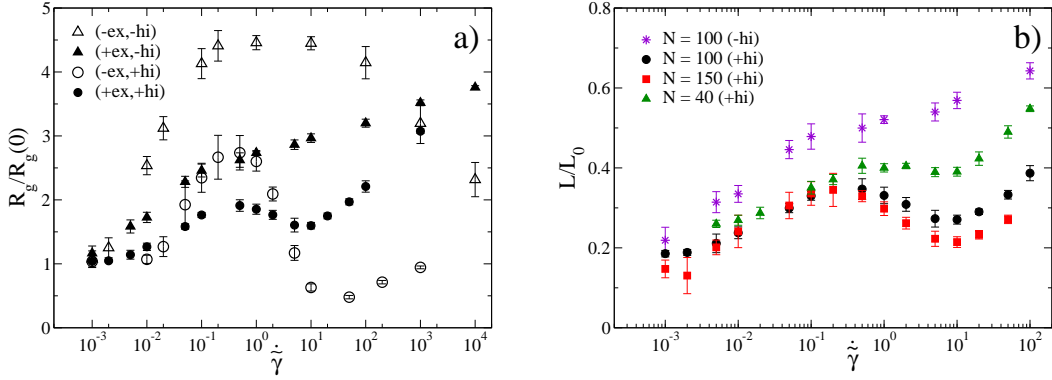 a)
(-ex,-hi)
(+ex,-hi)
(-ex,+hi)
(+ex,+hi)
R_g/R_g(0)
5
4
3
2
1
0
10^-3 10^-2 10^-1 10^0 10^1 10^2 10^3 10^4
γ̃̇
b)
N = 100 (-hi)
N = 100 (+hi)
N = 150 (+hi)
N = 40 (+hi)
L/L_0
0.8
0.6
0.4
0.2
0
10^-3 10^-2 10^-1 10^0 10^1 10^2
γ̃̇